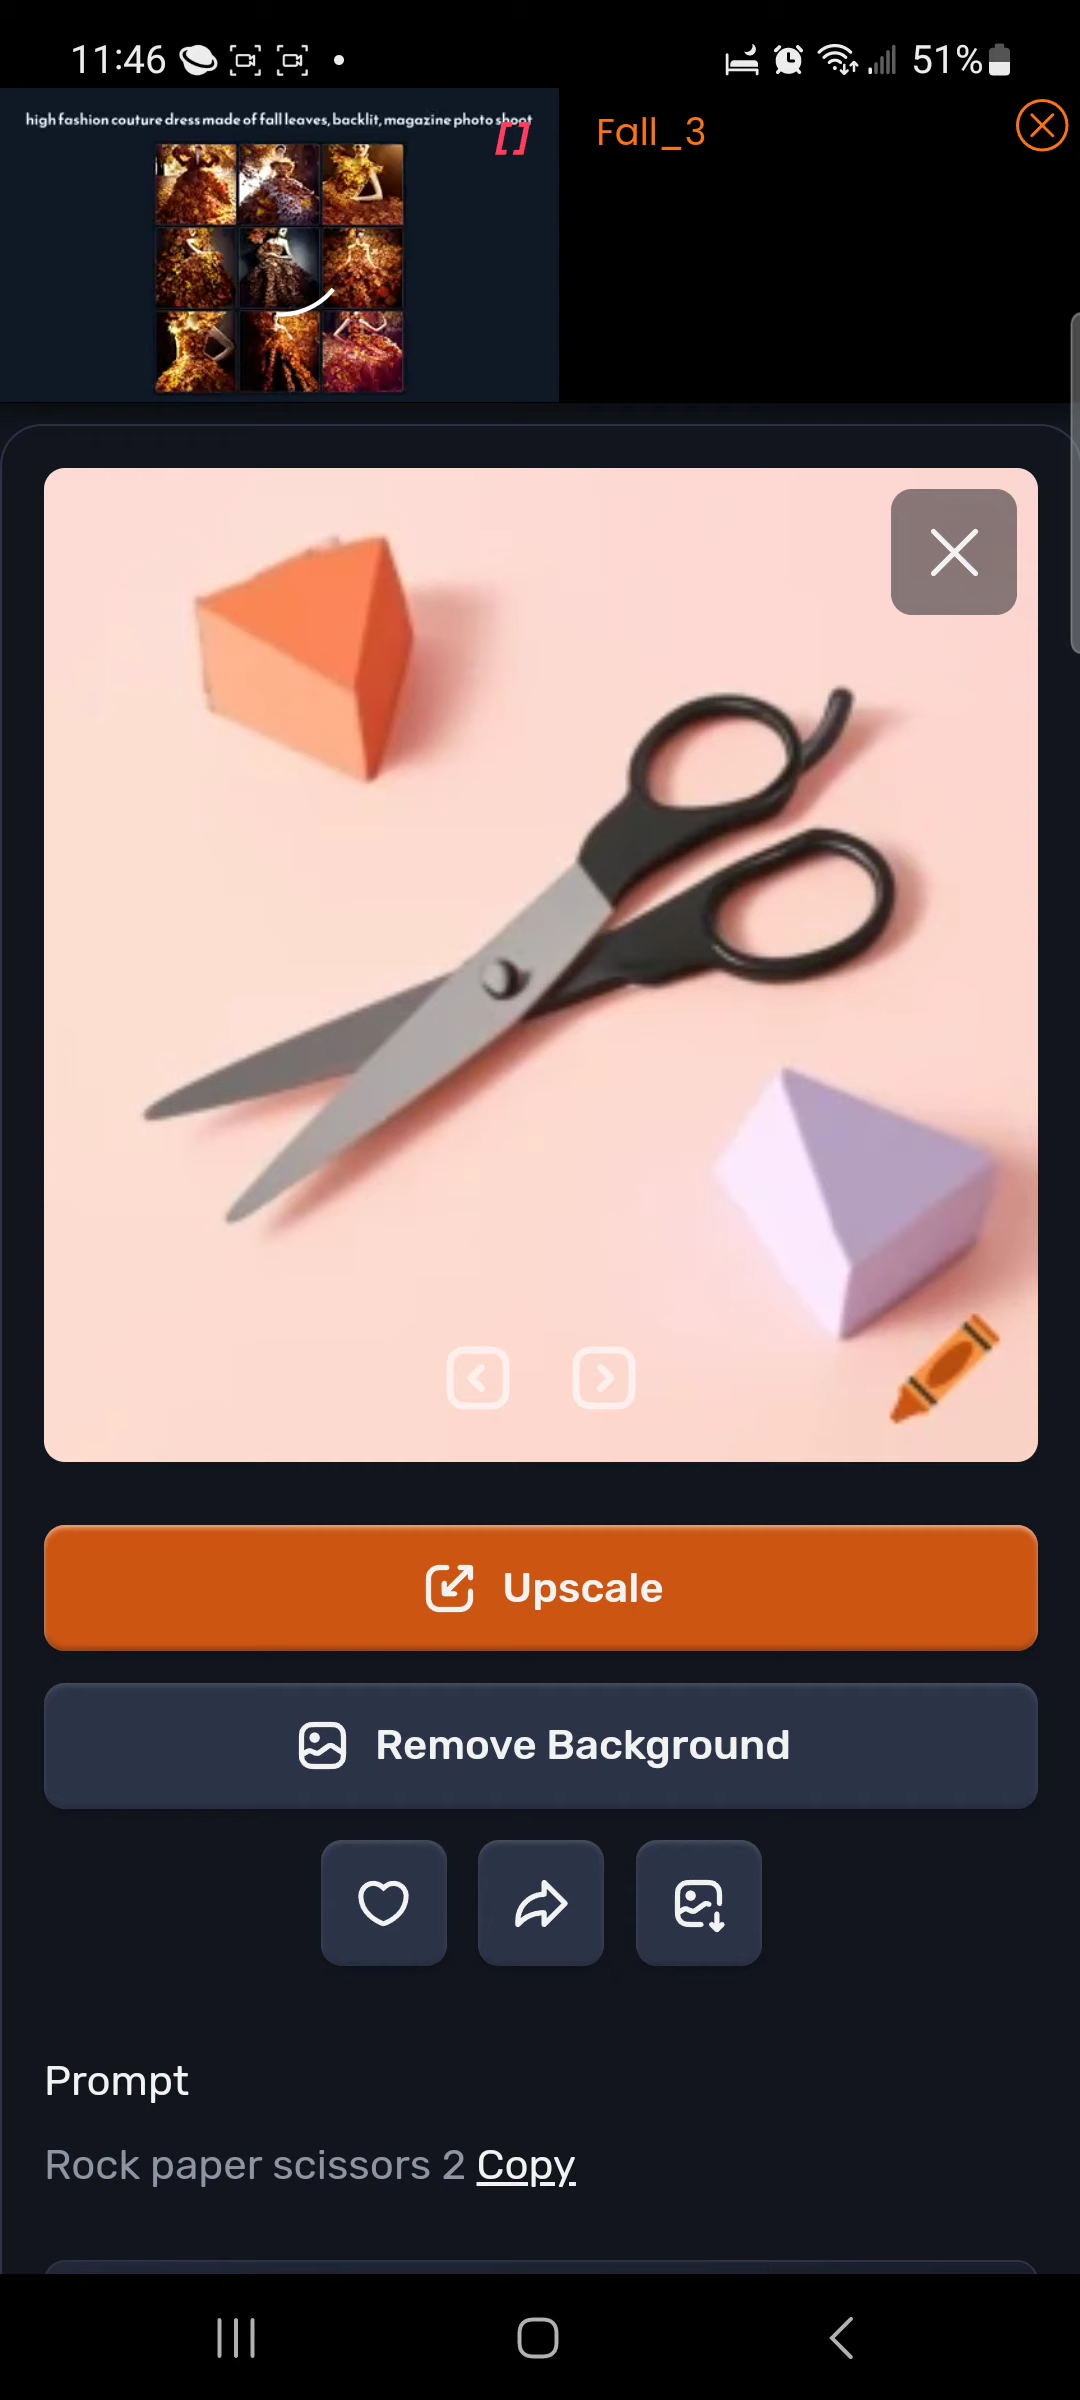 11:46
51%
high fashion couture dress made of fall leaves, backlit, magazine photo shoot
Fall_3
Upscale
Remove Background
Prompt
Rock paper scissors 2 Copy